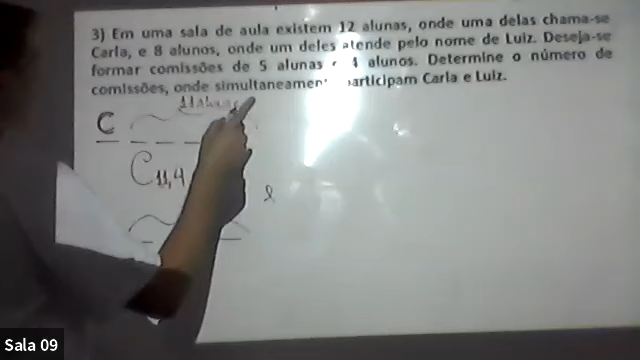 3) Em uma sala de aula existem 12 alunas, onde uma delas chama-se
Carla, e 8 alunos, onde um deles atende pelo nome de Luiz. Deseja-se
formar comissões de 5 alunas e 4 alunos. Determine o número de
comissões, onde simultaneamente participam Carla e Luiz.
C
C11,4
Sala 09